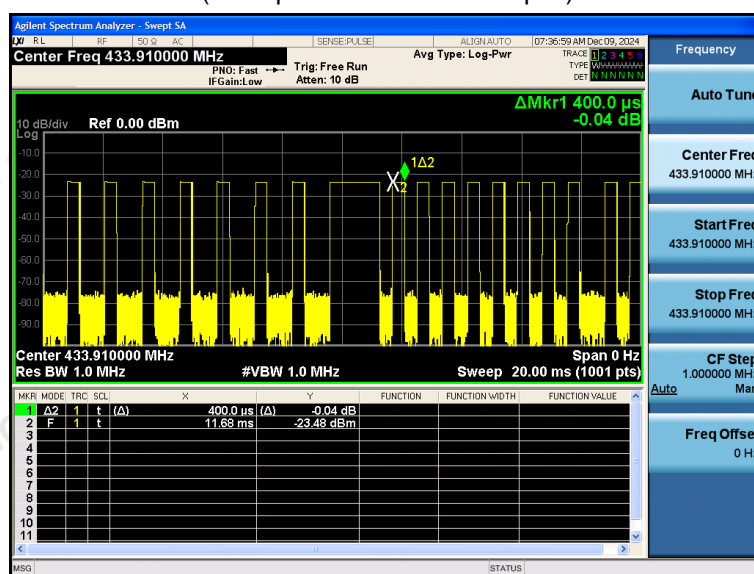 Agilent Spectrum Analyzer - Swept SA
LXI RL RF 50 Ω AC SENSE:PULSE ALIGN AUTO 07:36:59 AM Dec 09, 2024
Center Freq 433.910000 MHz
PNO: Fast
IFGain:Low
Trig: Free Run
Atten: 10 dB
Avg Type: Log-Pwr
TRACE 1 2 3 4 5 6
TYPE WWWWWW
DET N N N N N N
ΔMkr1 400.0 µs
-0.04 dB
10 dB/div Ref 0.00 dBm
Log
-10.0
-20.0
-30.0
-40.0
-50.0
-60.0
-70.0
-80.0
-90.0
1Δ2
2
Center 433.910000 MHz Span 0 Hz
Res BW 1.0 MHz #VBW 1.0 MHz Sweep 20.00 ms (1001 pts)
MKR MODE TRC SCL X Y FUNCTION FUNCTION WIDTH FUNCTION VALUE
1 Δ2 1 t (Δ) 400.0 µs (Δ) -0.04 dB
2 F 1 t 11.68 ms -23.48 dBm
3
4
5
6
7
8
9
10
11
MSG STATUS
Frequency
Auto Tune
Center Freq
433.910000 MHz
Start Freq
433.910000 MHz
Stop Freq
433.910000 MHz
CF Step
1.000000 MHz
Auto Man
Freq Offset
0 Hz